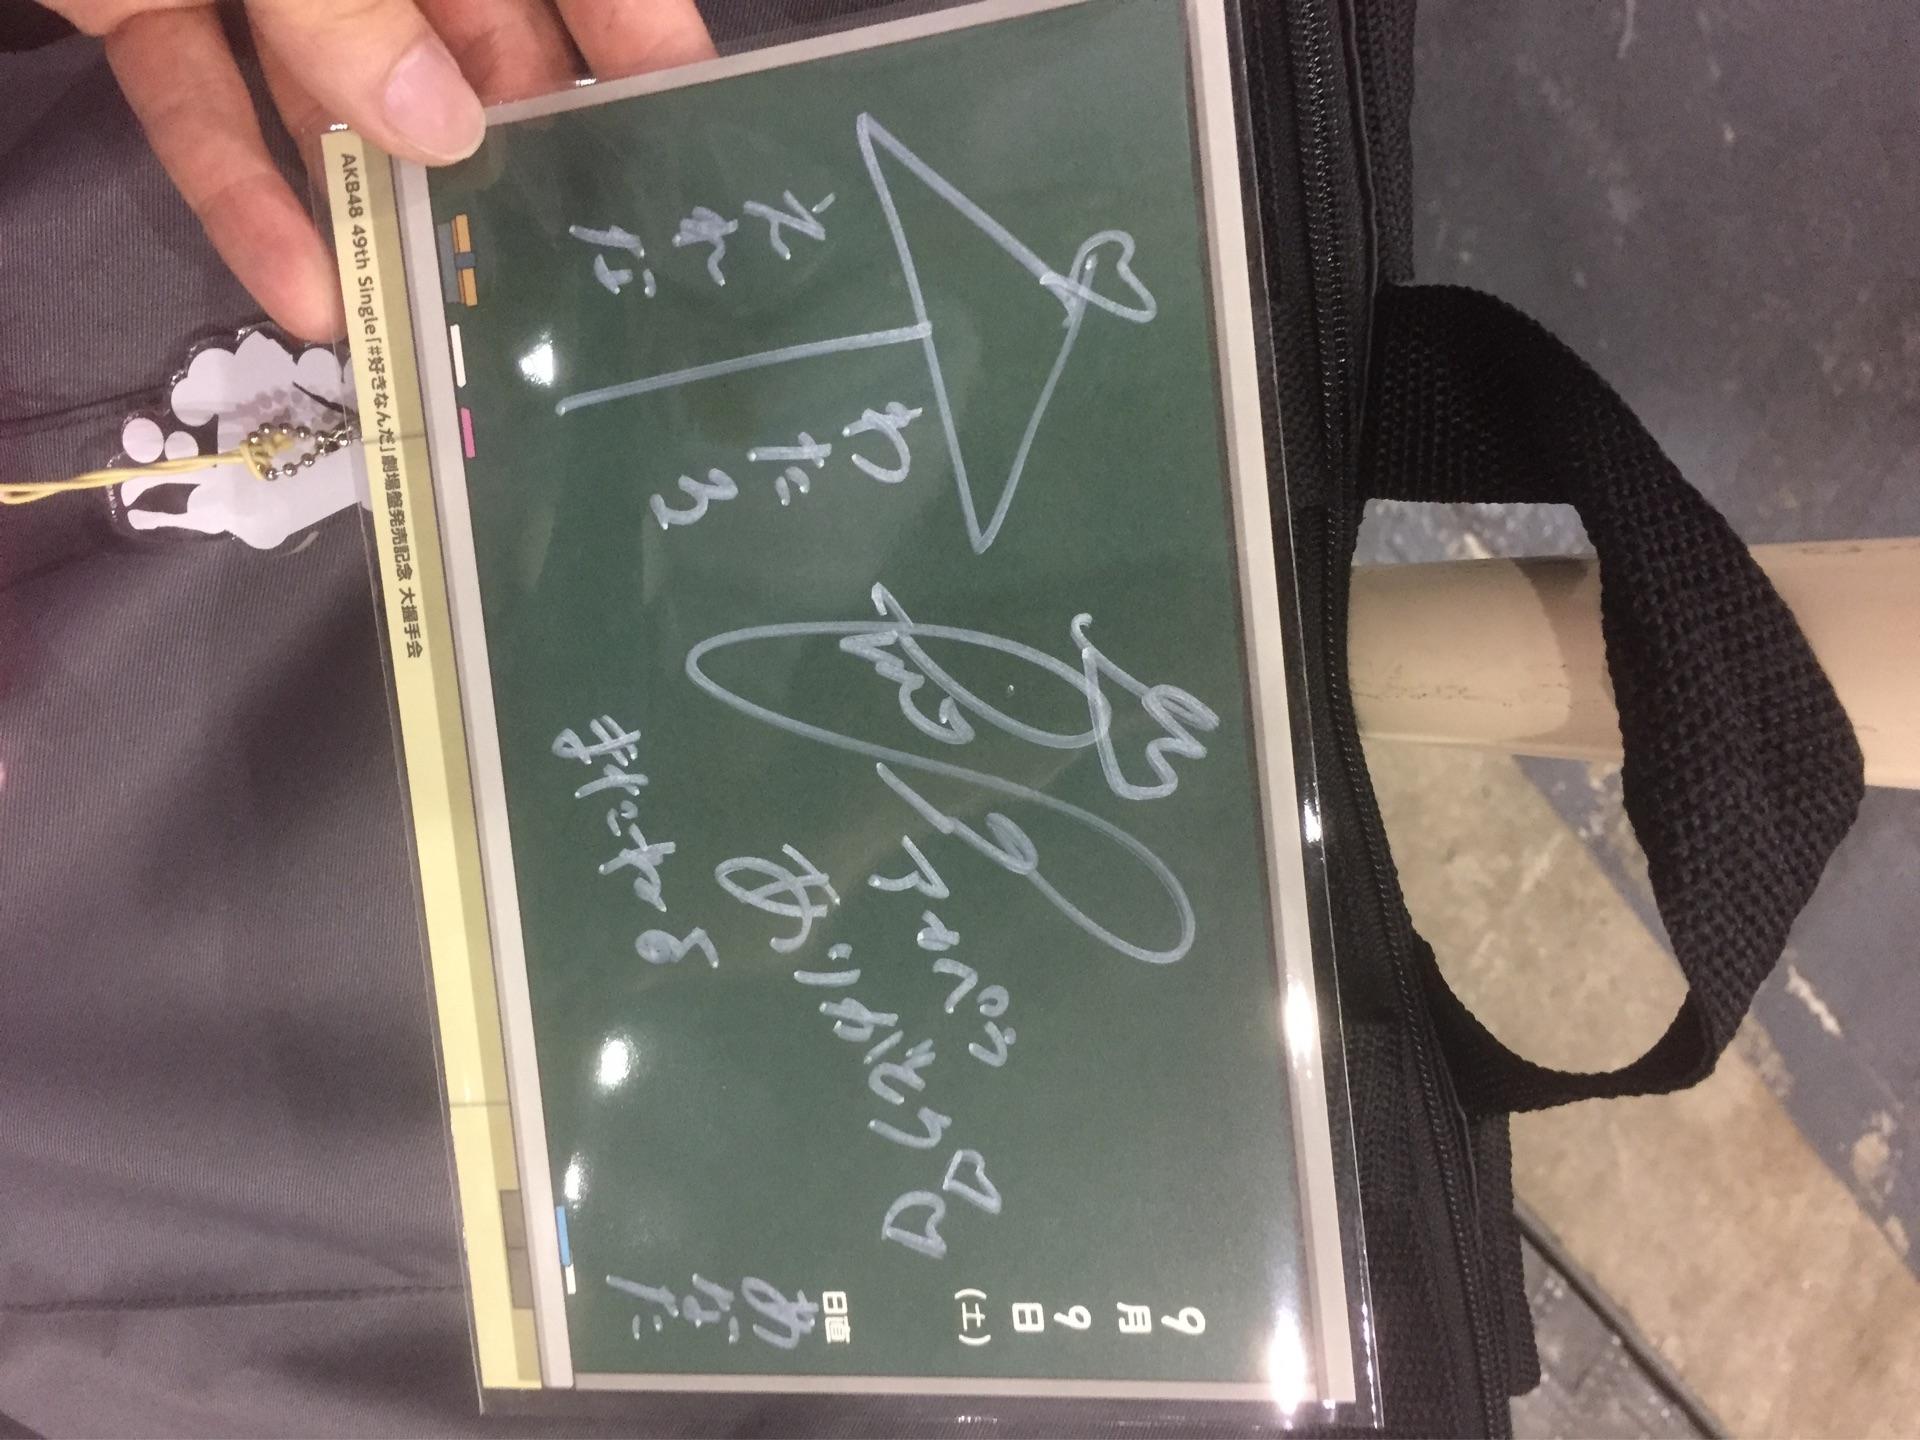 9月9日(土)
日直
あなた
えれな
わたる
ありがとう♡♡
AKB48 49th Single「#好きなんだ」劇場盤発売記念 大握手会